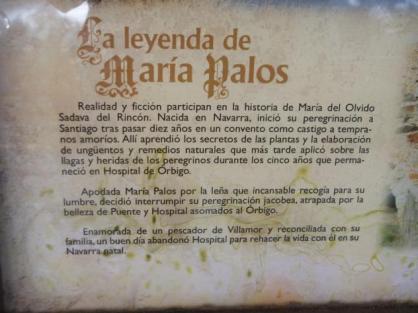 La leyenda de
María Palos
Realidad y ficción participan en la historia de María del Olvido
Sadava del Rincón. Nacida en Navarra, inició su peregrinación a
Santiago tras pasar diez años en un convento como castigo a tempra-
nos amoríos. Allí aprendió los secretos de las plantas y la elaboración
de ungüentos y remedios naturales que más tarde aplicó sobre las
llagas y heridas de los peregrinos durante los cinco años que perma-
neció en Hospital de Órbigo.
Apodada María Palos por la leña que incansable recogía para su
lumbre, decidió interrumpir su peregrinación jacobea, atrapada por la
belleza de Puente y Hospital asomados al Órbigo.
Enamorada de un pescador de Villamor y reconciliada con su
familia, un buen día abandonó Hospital para rehacer la vida con él en su
Navarra natal.